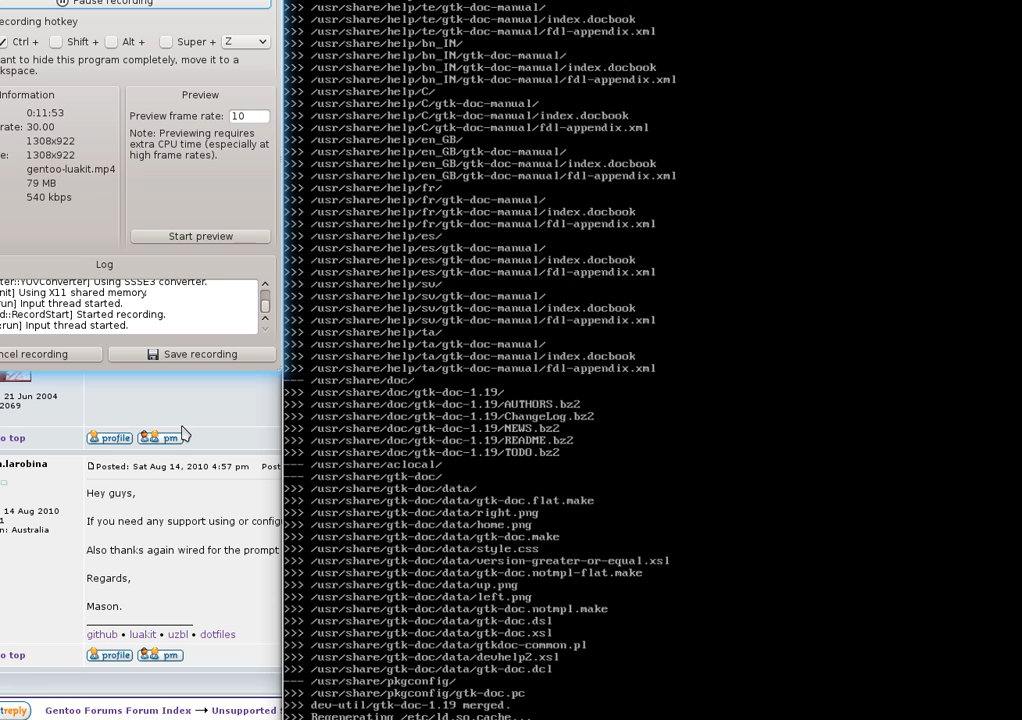 Pause recording
ecording hotkey
Ctrl + Shift + Alt + Super + Z
ant to hide this program completely, move it to a
kspace.
Information
0:11:53
rate: 30.00
1308x922
e: 1308x922
gentoo-luakit.mp4
79 MB
540 kbps
Preview
Preview frame rate: 10
Note: Previewing requires
extra CPU time (especially at
high frame rates).
Start preview
Log
ter::YUVConverter] Using SSSE3 converter.
nit] Using X11 shared memory.
run] Input thread started.
d::RecordStart] Started recording.
::run] Input thread started.
ncel recording Save recording
21 Jun 2004
2069
o top profile pm
n.larobina
Posted: Sat Aug 14, 2010 4:57 pm Post
14 Aug 2010
1
n: Australia
Hey guys,
If you need any support using or config
Also thanks again wired for the prompt
Regards,
Mason.
github • luakit • uzbl • dotfiles
o top profile pm
treply Gentoo Forums Forum Index → Unsupported
>>> /usr/share/help/te/gtk-doc-manual/
>>> /usr/share/help/te/gtk-doc-manual/index.docbook
>>> /usr/share/help/te/gtk-doc-manual/fdl-appendix.xml
>>> /usr/share/help/bn_IN/
>>> /usr/share/help/bn_IN/gtk-doc-manual/
>>> /usr/share/help/bn_IN/gtk-doc-manual/index.docbook
>>> /usr/share/help/bn_IN/gtk-doc-manual/fdl-appendix.xml
>>> /usr/share/help/C/
>>> /usr/share/help/C/gtk-doc-manual/
>>> /usr/share/help/C/gtk-doc-manual/index.docbook
>>> /usr/share/help/C/gtk-doc-manual/fdl-appendix.xml
>>> /usr/share/help/en_GB/
>>> /usr/share/help/en_GB/gtk-doc-manual/
>>> /usr/share/help/en_GB/gtk-doc-manual/index.docbook
>>> /usr/share/help/en_GB/gtk-doc-manual/fdl-appendix.xml
>>> /usr/share/help/fr/
>>> /usr/share/help/fr/gtk-doc-manual/
>>> /usr/share/help/fr/gtk-doc-manual/index.docbook
>>> /usr/share/help/fr/gtk-doc-manual/fdl-appendix.xml
>>> /usr/share/help/es/
>>> /usr/share/help/es/gtk-doc-manual/
>>> /usr/share/help/es/gtk-doc-manual/index.docbook
>>> /usr/share/help/es/gtk-doc-manual/fdl-appendix.xml
>>> /usr/share/help/sv/
>>> /usr/share/help/sv/gtk-doc-manual/
>>> /usr/share/help/sv/gtk-doc-manual/index.docbook
>>> /usr/share/help/sv/gtk-doc-manual/fdl-appendix.xml
>>> /usr/share/help/ta/
>>> /usr/share/help/ta/gtk-doc-manual/
>>> /usr/share/help/ta/gtk-doc-manual/index.docbook
>>> /usr/share/help/ta/gtk-doc-manual/fdl-appendix.xml
--- /usr/share/doc/
>>> /usr/share/doc/gtk-doc-1.19/
>>> /usr/share/doc/gtk-doc-1.19/AUTHORS.bz2
>>> /usr/share/doc/gtk-doc-1.19/ChangeLog.bz2
>>> /usr/share/doc/gtk-doc-1.19/NEWS.bz2
>>> /usr/share/doc/gtk-doc-1.19/README.bz2
>>> /usr/share/doc/gtk-doc-1.19/TODO.bz2
--- /usr/share/aclocal/
--- /usr/share/gtk-doc/
>>> /usr/share/gtk-doc/data/
>>> /usr/share/gtk-doc/data/gtk-doc.flat.make
>>> /usr/share/gtk-doc/data/right.png
>>> /usr/share/gtk-doc/data/home.png
>>> /usr/share/gtk-doc/data/gtk-doc.make
>>> /usr/share/gtk-doc/data/style.css
>>> /usr/share/gtk-doc/data/version-greater-or-equal.xsl
>>> /usr/share/gtk-doc/data/gtk-doc.notmpl-flat.make
>>> /usr/share/gtk-doc/data/up.png
>>> /usr/share/gtk-doc/data/left.png
>>> /usr/share/gtk-doc/data/gtk-doc.notmpl.make
>>> /usr/share/gtk-doc/data/gtk-doc.dsl
>>> /usr/share/gtk-doc/data/gtk-doc.xsl
>>> /usr/share/gtk-doc/data/gtkdoc-common.pl
>>> /usr/share/gtk-doc/data/devhelp2.xsl
>>> /usr/share/gtk-doc/data/gtk-doc.dcl
--- /usr/share/pkgconfig/
>>> /usr/share/pkgconfig/gtk-doc.pc
>>> dev-util/gtk-doc-1.19 merged.
>>> Regenerating /etc/ld.so.cache...